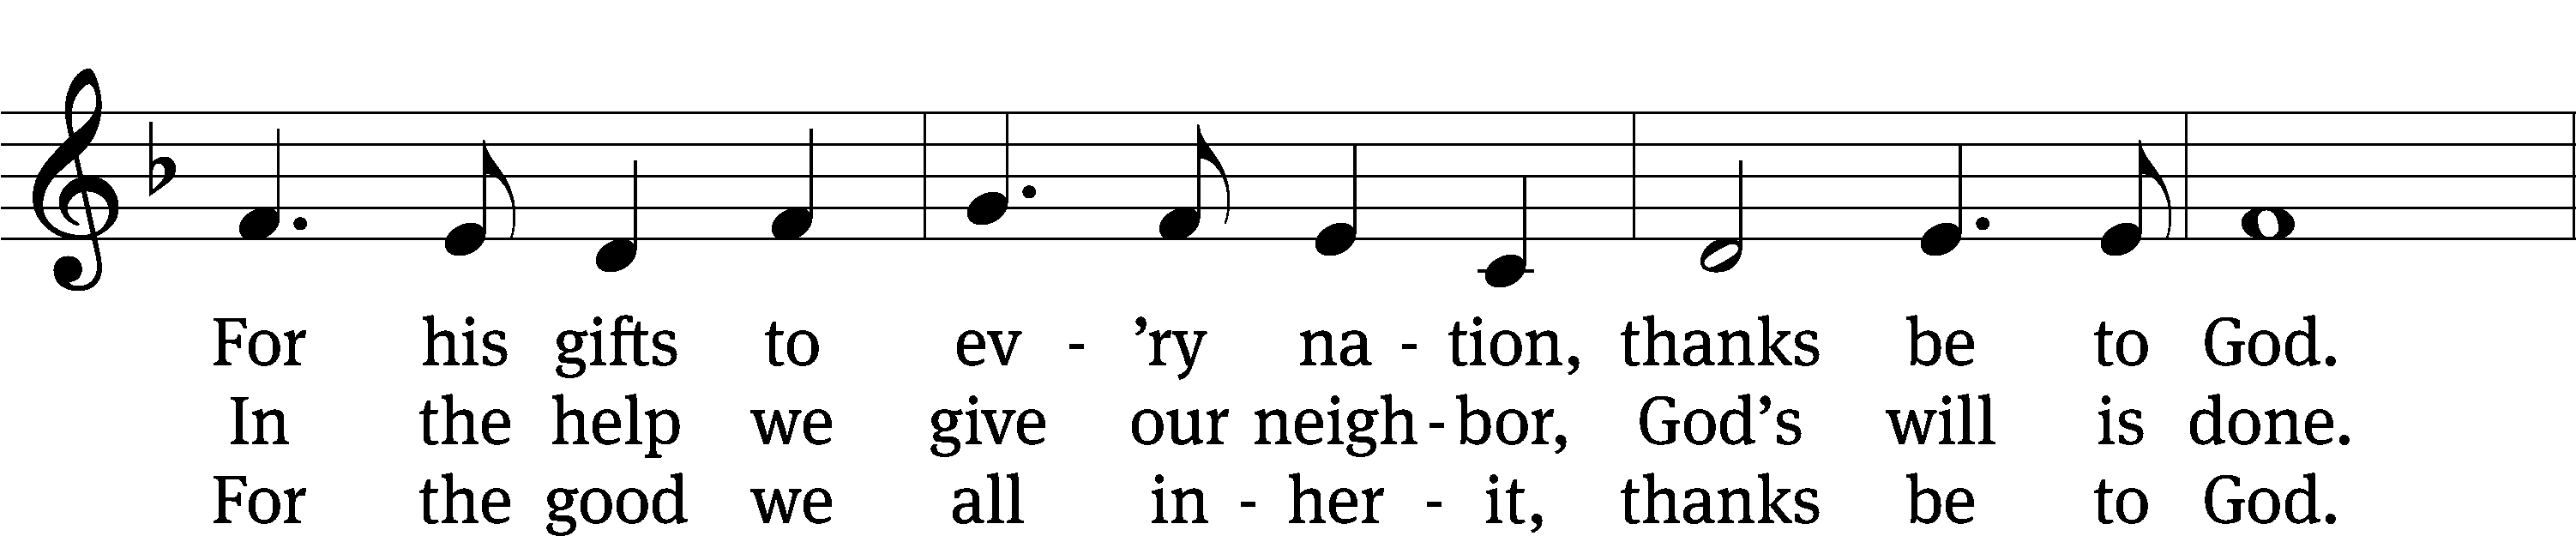 For his gifts to ev - ’ry na - tion, thanks be to God.
In the help we give our neigh - bor, God’s will is done.
For the good we all in - her - it, thanks be to God.